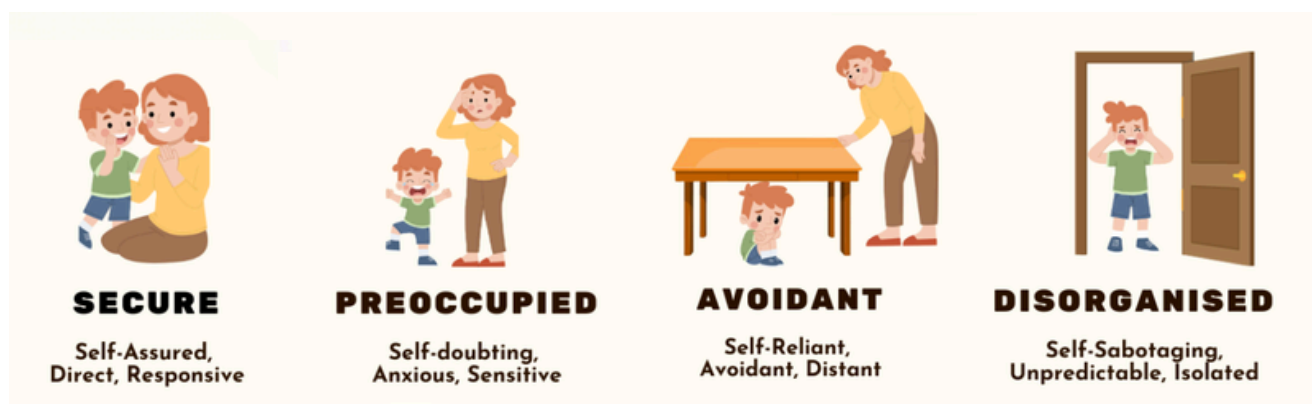 SECURE
Self-Assured,
Direct, Responsive
PREOCCUPIED
Self-doubting,
Anxious, Sensitive
AVOIDANT
Self-Reliant,
Avoidant, Distant
DISORGANISED
Self-Sabotaging,
Unpredictable, Isolated